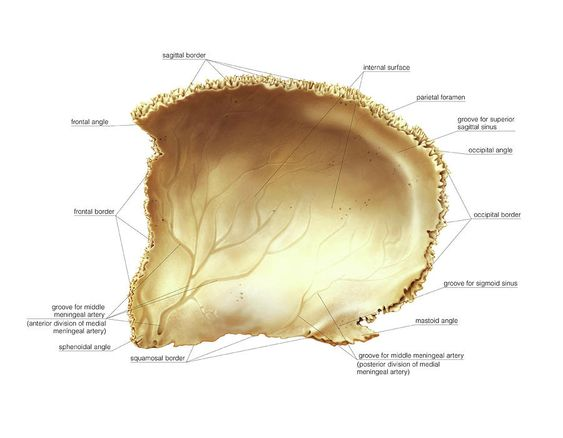 sagittal border
internal surface
parietal foramen
frontal angle
groove for superior
sagittal sinus
occipital angle
frontal border
occipital border
groove for sigmoid sinus
groove for middle
meningeal artery
(anterior division of medial
meningeal artery)
mastoid angle
sphenoidal angle
squamosal border
groove for middle meningeal artery
(posterior division of medial
meningeal artery)